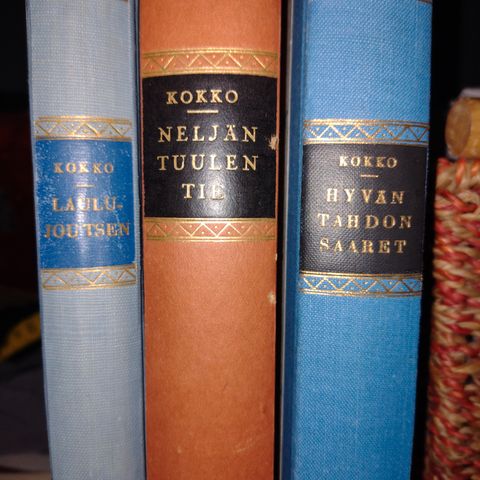 KOKKO
LAULU-
JOUTSEN
KOKKO
NELJÄN
TUULEN
TIE
KOKKO
HYVÄN
TAHDON
SAARET